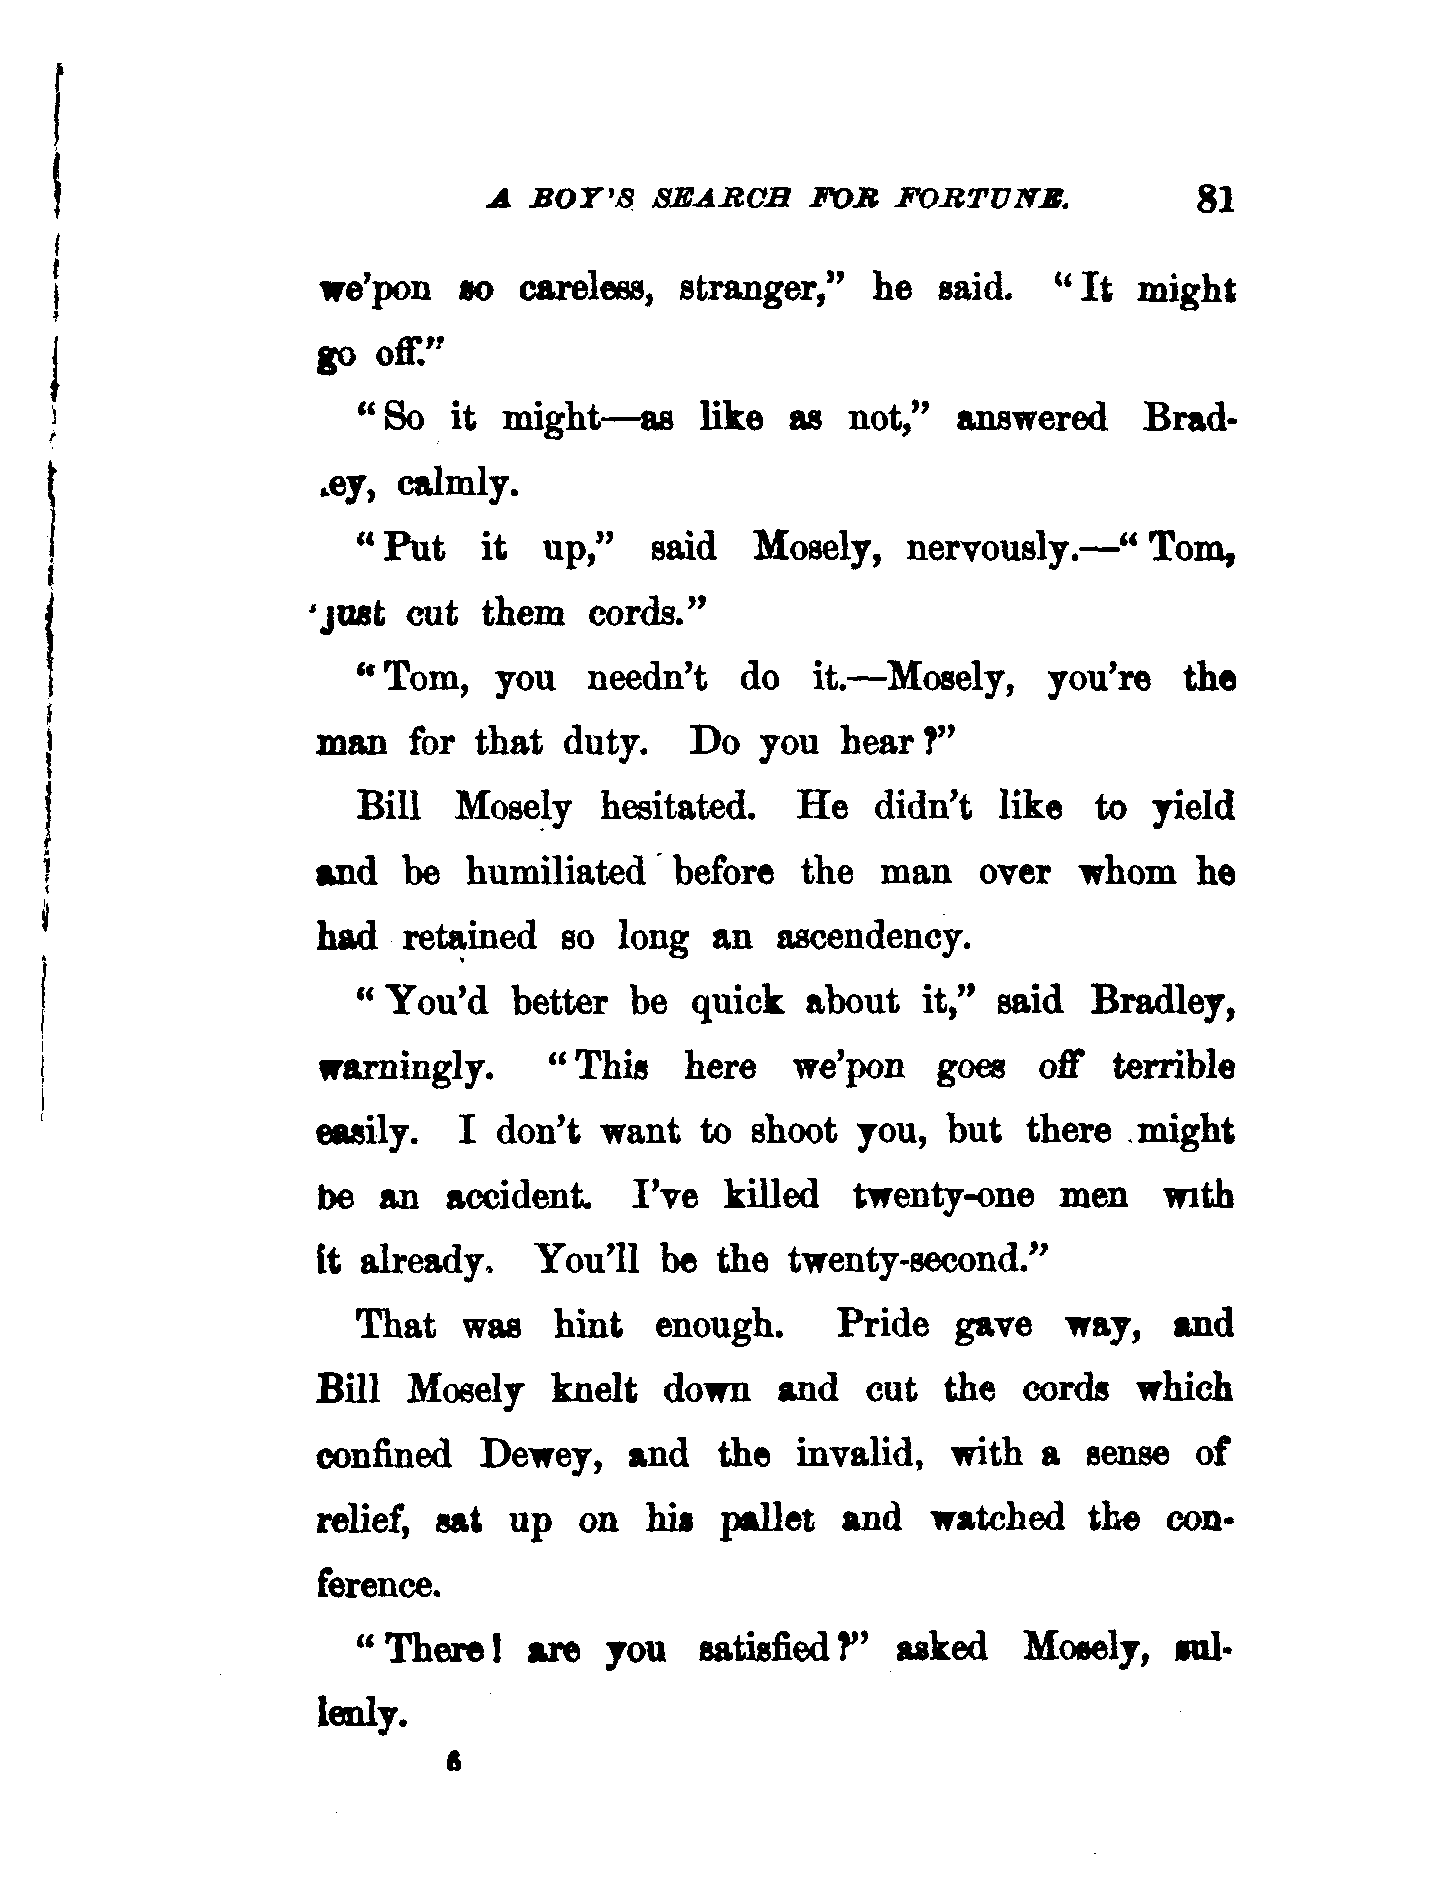 A BOY'S SEARCH FOR FORTUNE. 81
we'pon so careless, stranger," he said. "It might
go off."
"So it might—as like as not," answered Brad-
ley, calmly.
"Put it up," said Mosely, nervously.—"Tom,
just cut them cords."
"Tom, you needn't do it.—Mosely, you're the
man for that duty. Do you hear?"
Bill Mosely hesitated. He didn't like to yield
and be humiliated before the man over whom he
had retained so long an ascendency.
"You'd better be quick about it," said Bradley,
warningly. "This here we'pon goes off terrible
easily. I don't want to shoot you, but there might
be an accident. I've killed twenty-one men with
it already. You'll be the twenty-second."
That was hint enough. Pride gave way, and
Bill Mosely knelt down and cut the cords which
confined Dewey, and the invalid, with a sense of
relief, sat up on his pallet and watched the con-
ference.
"There! are you satisfied?" asked Mosely, sul-
lenly.
6